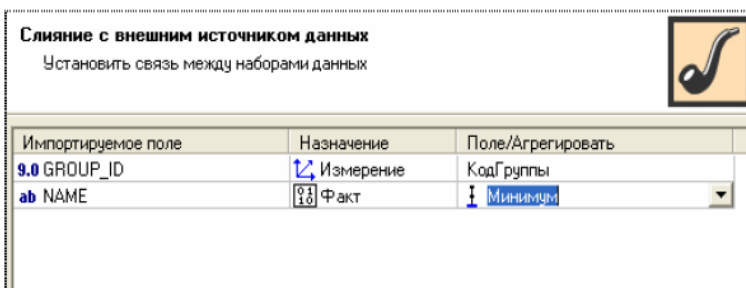 Слияние с внешним источником данных
Установить связь между наборами данных
Импортируемое поле Назначение Поле/Агрегировать
9.0 GROUP_ID Измерение КодГруппы
ab NAME Факт Минимум